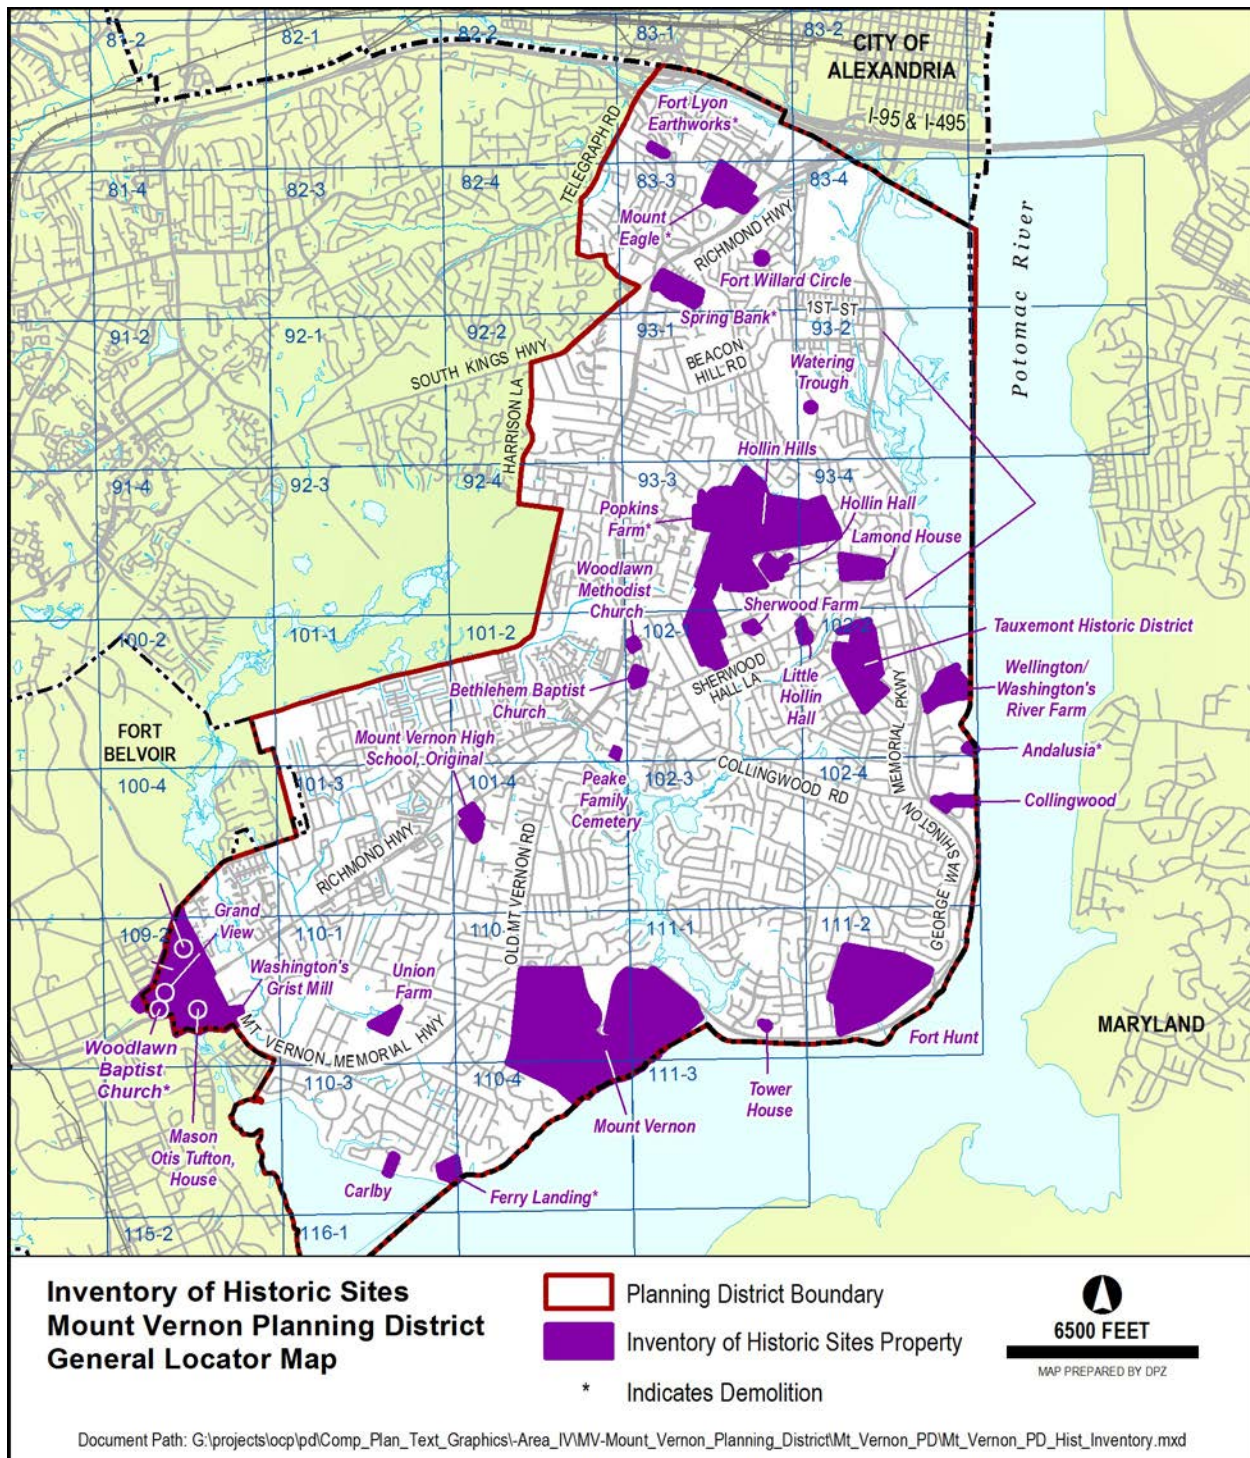 81-2
82-1
82-2
83-1
83-2
CITY OF
ALEXANDRIA
I-95 & I-495
Fort Lyon
Earthworks*
TELEGRAPH RD
81-4
82-3
82-4
83-3
83-4
Mount
Eagle *
RICHMOND HWY
Potomac River
Fort Willard Circle
Spring Bank*
1ST ST
91-2
92-1
92-2
93-1
93-2
SOUTH KINGS HWY
BEACON
HILL RD
Watering
Trough
HARRISON LA
Hollin Hills
91-4
92-3
92-4
93-3
93-4
Popkins
Farm*
Hollin Hall
Lamond House
Woodlawn
Methodist
Church
Sherwood Farm
100-2
101-1
101-2
Tauxemont Historic District
SHERWOOD
HALL LA
Little
Hollin
Hall
Wellington/
Washington's
River Farm
Bethlehem Baptist
Church
MEMORIAL PKWY
FORT
BELVOIR
Mount Vernon High
School, Original
Andalusia*
100-4
101-3
101-4
102-3
102-4
Peake
Family
Cemetery
COLLINGWOOD RD
Collingwood
GEORGE WASHINGTON
RICHMOND HWY
OLD MT VERNON RD
Grand
View
109-2
110-1
111-1
111-2
Washington's
Grist Mill
Union
Farm
MT VERNON MEMORIAL HWY
Fort Hunt
MARYLAND
Woodlawn
Baptist
Church*
110-3
110-4
111-3
Tower
House
Mount Vernon
Mason
Otis Tufton,
House
Carlby
Ferry Landing*
115-2
116-1
Inventory of Historic Sites
Mount Vernon Planning District
General Locator Map
Planning District Boundary
Inventory of Historic Sites Property
* Indicates Demolition
6500 FEET
MAP PREPARED BY DPZ
Document Path: G:\projects\ocp\pd\Comp_Plan_Text_Graphics\-Area_IV\MV-Mount_Vernon_Planning_District\Mt_Vernon_PD\Mt_Vernon_PD_Hist_Inventory.mxd